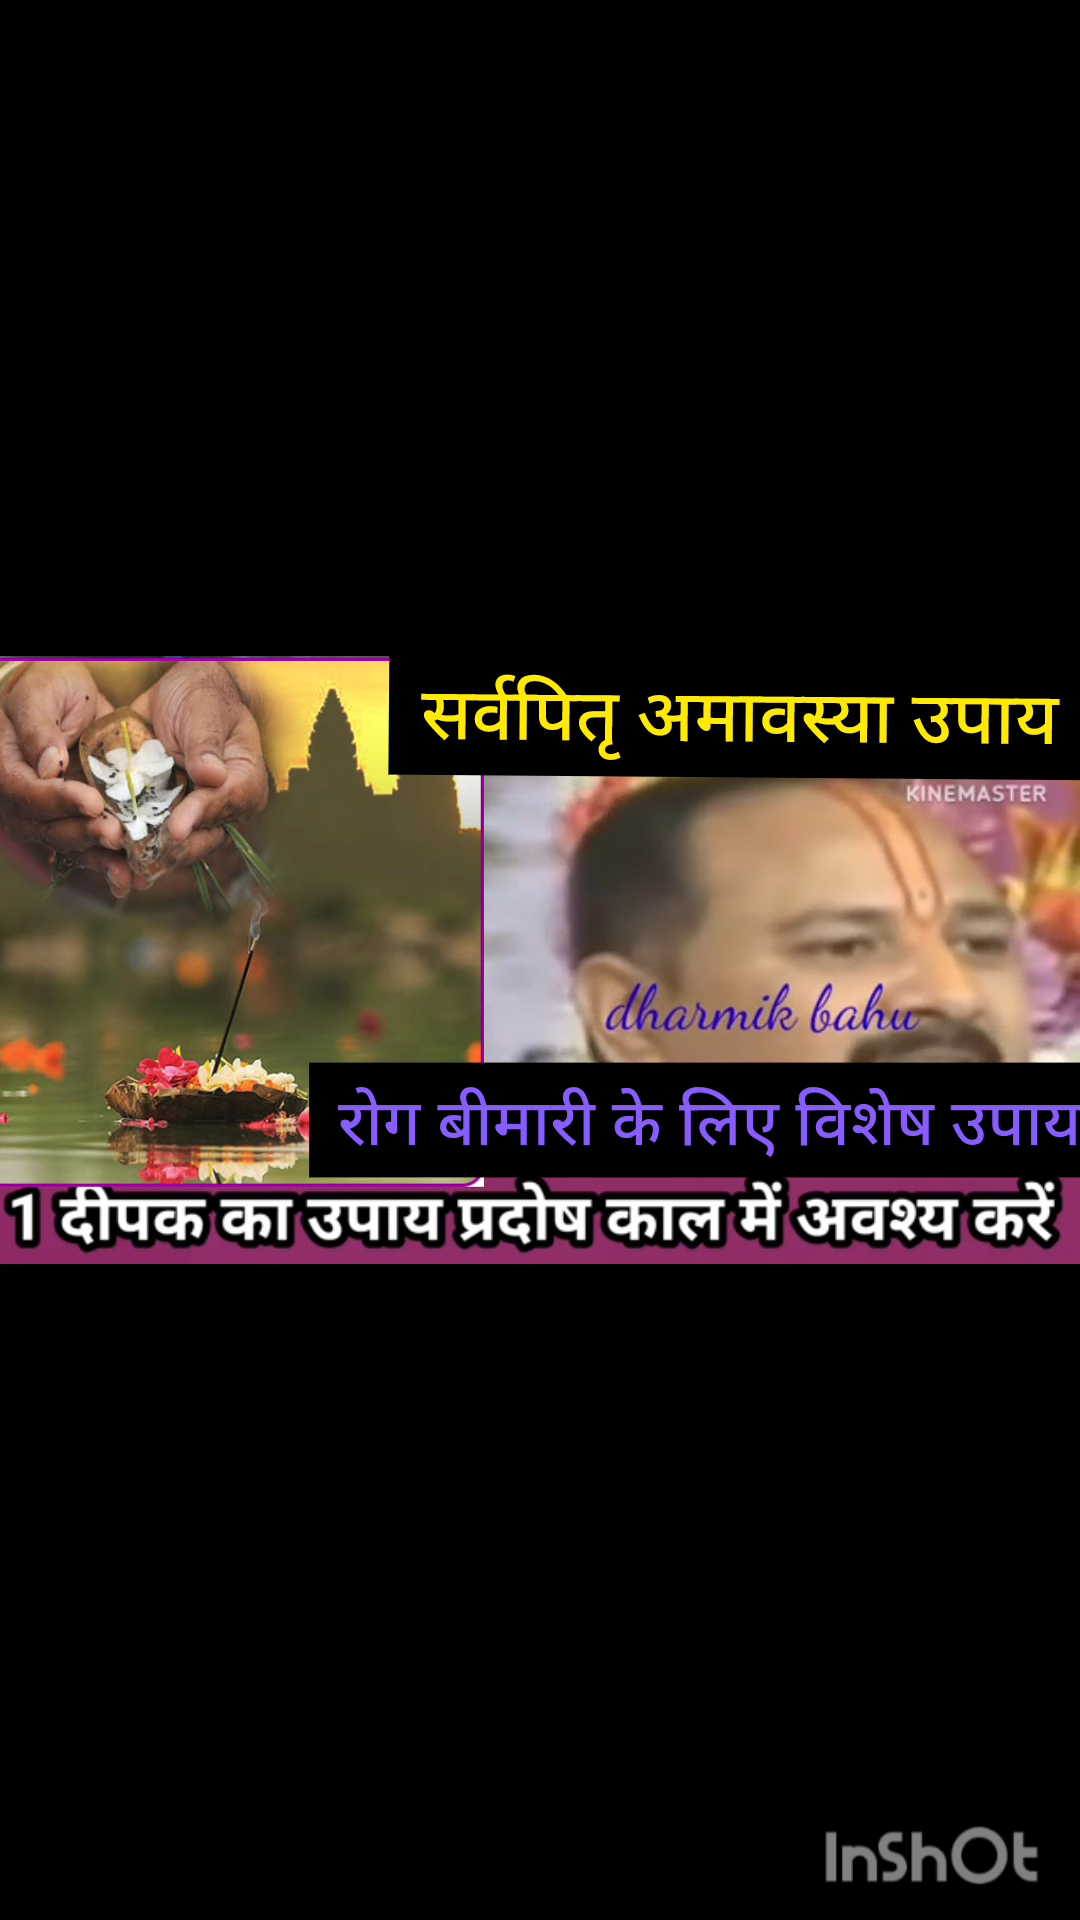 सर्वपितृ अमावस्या उपाय
KINEMASTER
dharmik bahu
रोग बीमारी के लिए विशेष उपाय
1 दीपक का उपाय प्रदोष काल में अवश्य करें
InShOt